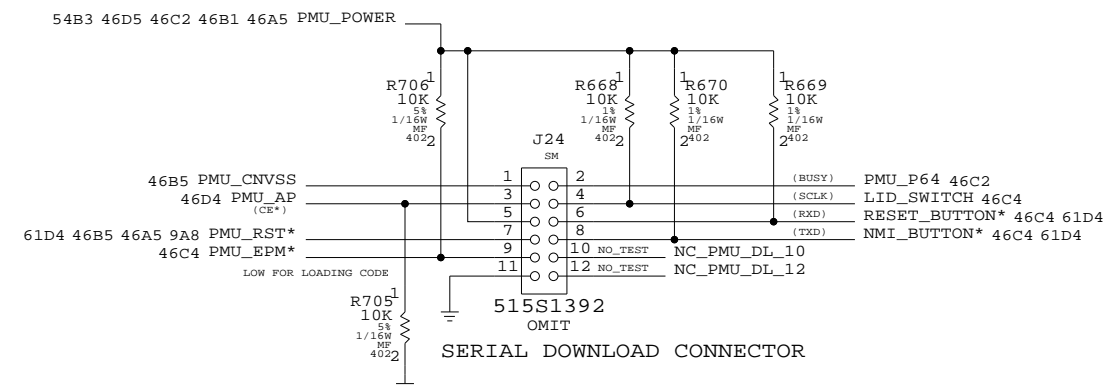 54B3 46D5 46C2 46B1 46A5 PMU_POWER
R706 1
10K
5%
1/16W
MF
402 2
R668 1
10K
1%
1/16W
MF
402 2
R670 1
10K
1%
1/16W
MF
402 2
R669 1
10K
1%
1/16W
MF
402 2
J24
SM
46B5 PMU_CNVSS 1 2 (BUSY) PMU_P64 46C2
46D4 PMU_AP 3 4 (SCLK) LID_SWITCH 46C4
(CE*)
5 6 (RXD) RESET_BUTTON* 46C4 61D4
61D4 46B5 46A5 9A8 PMU_RST* 7 8 (TXD) NMI_BUTTON* 46C4 61D4
46C4 PMU_EPM* 9 10 NO_TEST NC_PMU_DL_10
LOW FOR LOADING CODE 11 12 NO_TEST NC_PMU_DL_12
R705 1
10K
5%
1/16W
MF
402 2
515S1392
OMIT
SERIAL DOWNLOAD CONNECTOR